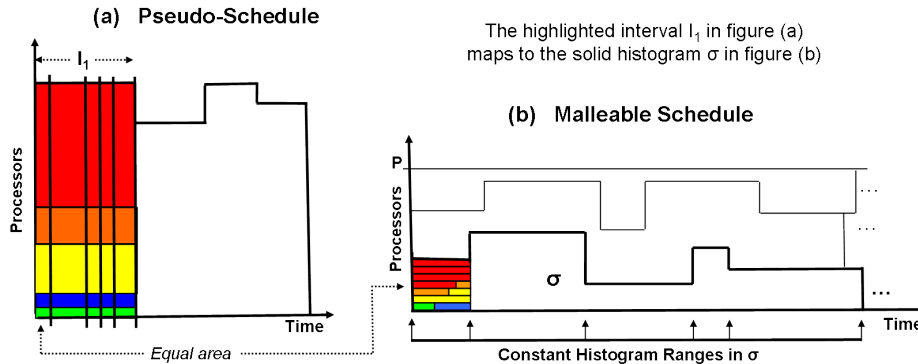 (a) Pseudo-Schedule
The highlighted interval I1 in figure (a)
maps to the solid histogram σ in figure (b)
I1
Processors
Time
(b) Malleable Schedule
P
Processors
...
...
σ
...
Time
Equal area
Constant Histogram Ranges in σ